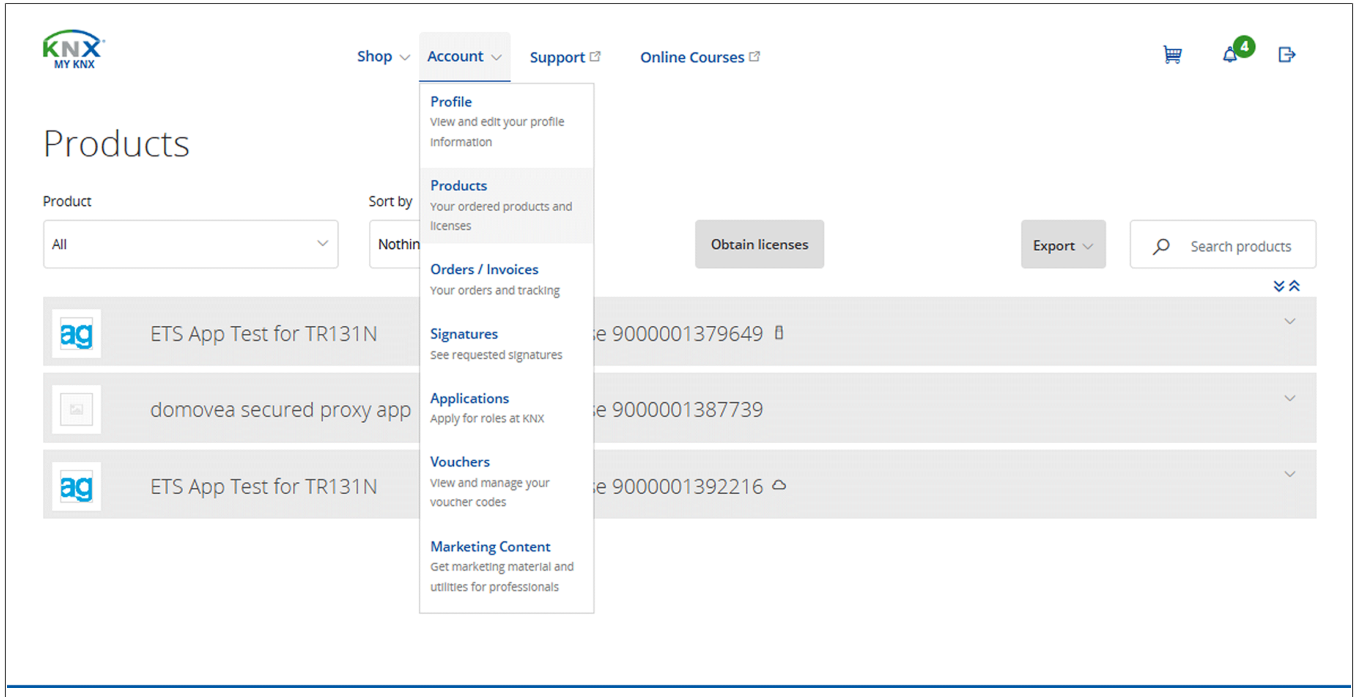 KNX
MY KNX
Shop
Account
Support
Online Courses
4
Profile
View and edit your profile
information
Products
Your ordered products and
licenses
Orders / Invoices
Your orders and tracking
Signatures
See requested signatures
Applications
Apply for roles at KNX
Vouchers
View and manage your
voucher codes
Marketing Content
Get marketing material and
utilities for professionals
Products
Product
Sort by
All
Nothin
Obtain licenses
Export
Search products
ag
ETS App Test for TR131N
se 9000001379649
domovea secured proxy app
se 9000001387739
ag
ETS App Test for TR131N
se 9000001392216